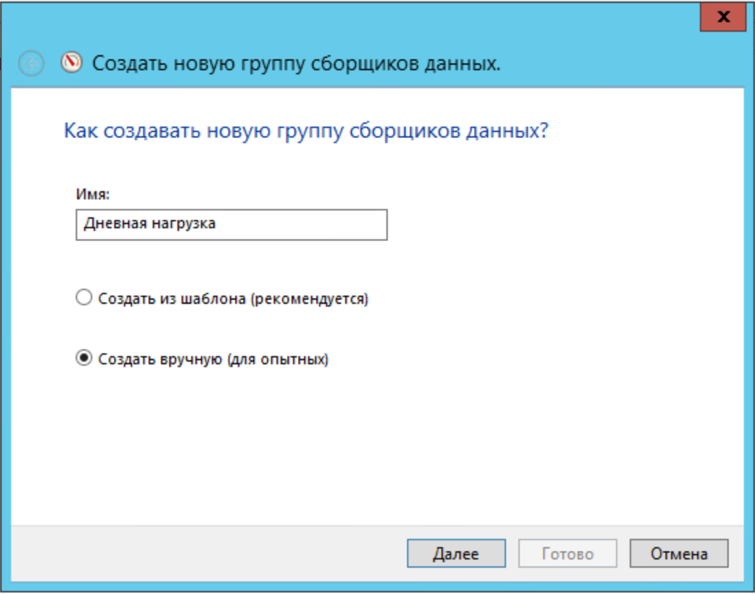 x
Создать новую группу сборщиков данных.
Как создавать новую группу сборщиков данных?
Имя:
Дневная нагрузка
Создать из шаблона (рекомендуется)
Создать вручную (для опытных)
Далее
Готово
Отмена